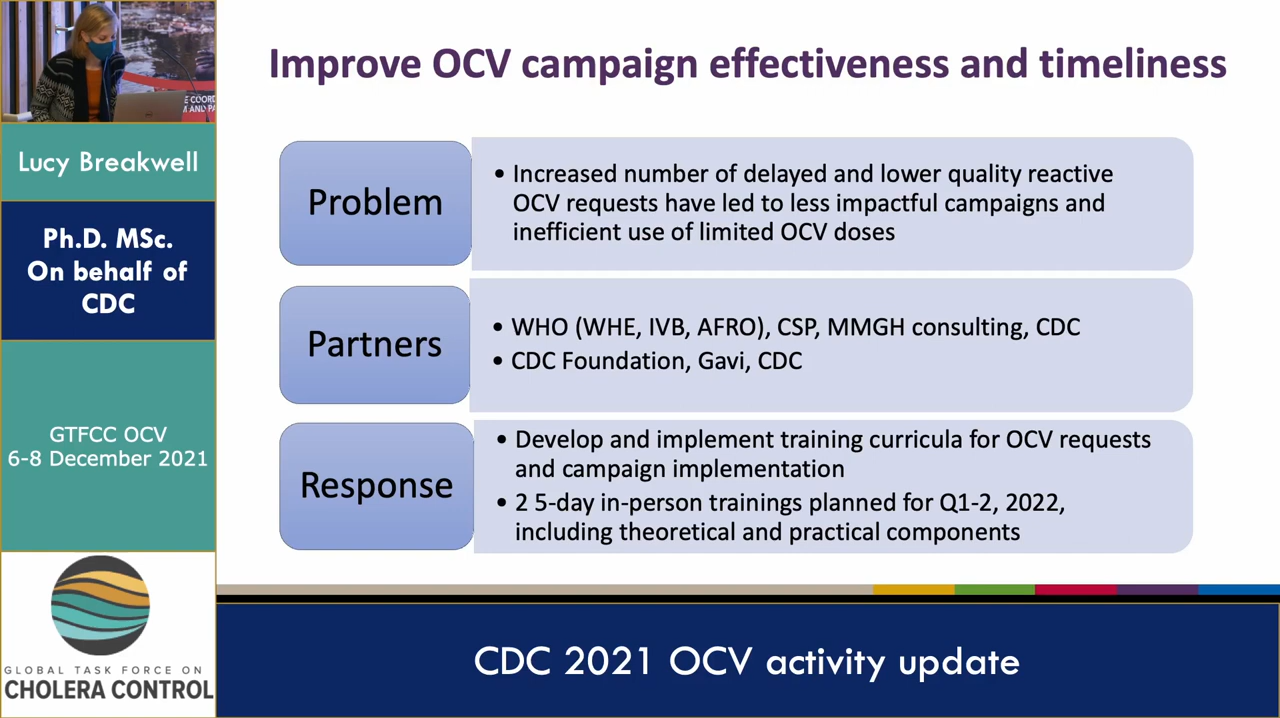 Improve OCV campaign effectiveness and timeliness
E COORD
M AND PA
Lucy Breakwell
Ph.D. MSc.
On behalf of
CDC
GTFCC OCV
6-8 December 2021
GLOBAL TASK FORCE ON
CHOLERA CONTROL
Problem
• Increased number of delayed and lower quality reactive
OCV requests have led to less impactful campaigns and
inefficient use of limited OCV doses
Partners
• WHO (WHE, IVB, AFRO), CSP, MMGH consulting, CDC
• CDC Foundation, Gavi, CDC
Response
• Develop and implement training curricula for OCV requests
and campaign implementation
• 2 5-day in-person trainings planned for Q1-2, 2022,
including theoretical and practical components
CDC 2021 OCV activity update